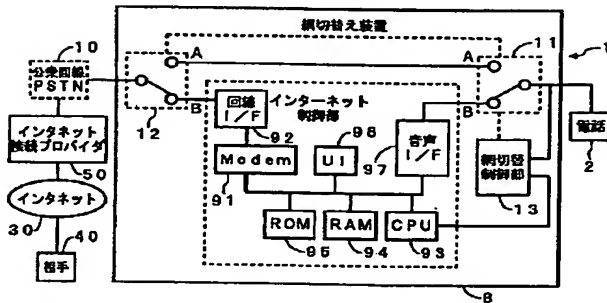 10
公衆回線
PSTN
インタネット
接続プロバイダ
50
インタネット
30
40
相手
網切替え装置
A
B
12
回線
I/F
92
インターネット
制御部
Modem
91
98
UI
97
音声
I/F
ROM
95
RAM
94
CPU
93
A
B
11
1
網切替
制御部
13
電話
2
8